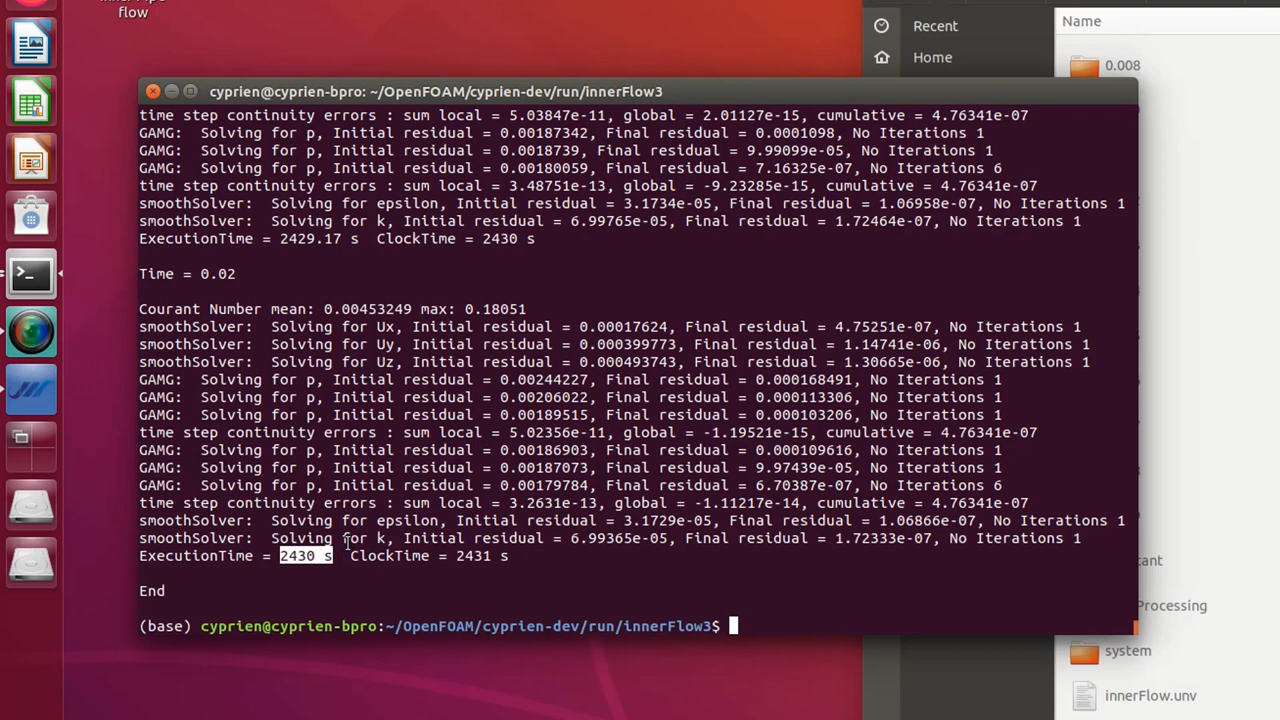 flow
Recent
Home
Name
0.008
cyprien@cyprien-bpro: ~/OpenFOAM/cyprien-dev/run/innerFlow3
time step continuity errors : sum local = 5.03847e-11, global = 2.01127e-15, cumulative = 4.76341e-07
GAMG:  Solving for p, Initial residual = 0.00187342, Final residual = 0.0001098, No Iterations 1
GAMG:  Solving for p, Initial residual = 0.0018739, Final residual = 9.99099e-05, No Iterations 1
GAMG:  Solving for p, Initial residual = 0.00180059, Final residual = 7.16325e-07, No Iterations 6
time step continuity errors : sum local = 3.48751e-13, global = -9.23285e-15, cumulative = 4.76341e-07
smoothSolver:  Solving for epsilon, Initial residual = 3.1734e-05, Final residual = 1.06958e-07, No Iterations 1
smoothSolver:  Solving for k, Initial residual = 6.99765e-05, Final residual = 1.72464e-07, No Iterations 1
ExecutionTime = 2429.17 s  ClockTime = 2430 s
Time = 0.02
Courant Number mean: 0.00453249 max: 0.18051
smoothSolver:  Solving for Ux, Initial residual = 0.00017624, Final residual = 4.75251e-07, No Iterations 1
smoothSolver:  Solving for Uy, Initial residual = 0.000399773, Final residual = 1.14741e-06, No Iterations 1
smoothSolver:  Solving for Uz, Initial residual = 0.000493743, Final residual = 1.30665e-06, No Iterations 1
GAMG:  Solving for p, Initial residual = 0.00244227, Final residual = 0.000168491, No Iterations 1
GAMG:  Solving for p, Initial residual = 0.00206022, Final residual = 0.000113306, No Iterations 1
GAMG:  Solving for p, Initial residual = 0.00189515, Final residual = 0.000103206, No Iterations 1
time step continuity errors : sum local = 5.02356e-11, global = -1.19521e-15, cumulative = 4.76341e-07
GAMG:  Solving for p, Initial residual = 0.00186903, Final residual = 0.000109616, No Iterations 1
GAMG:  Solving for p, Initial residual = 0.00187073, Final residual = 9.97439e-05, No Iterations 1
GAMG:  Solving for p, Initial residual = 0.00179784, Final residual = 6.70387e-07, No Iterations 6
time step continuity errors : sum local = 3.2631e-13, global = -1.11217e-14, cumulative = 4.76341e-07
smoothSolver:  Solving for epsilon, Initial residual = 3.1729e-05, Final residual = 1.06866e-07, No Iterations 1
smoothSolver:  Solving for k, Initial residual = 6.99365e-05, Final residual = 1.72333e-07, No Iterations 1
ExecutionTime = 2430 s  ClockTime = 2431 s
End
(base) cyprien@cyprien-bpro:~/OpenFOAM/cyprien-dev/run/innerFlow3$
tant
Processing
system
innerFlow.unv